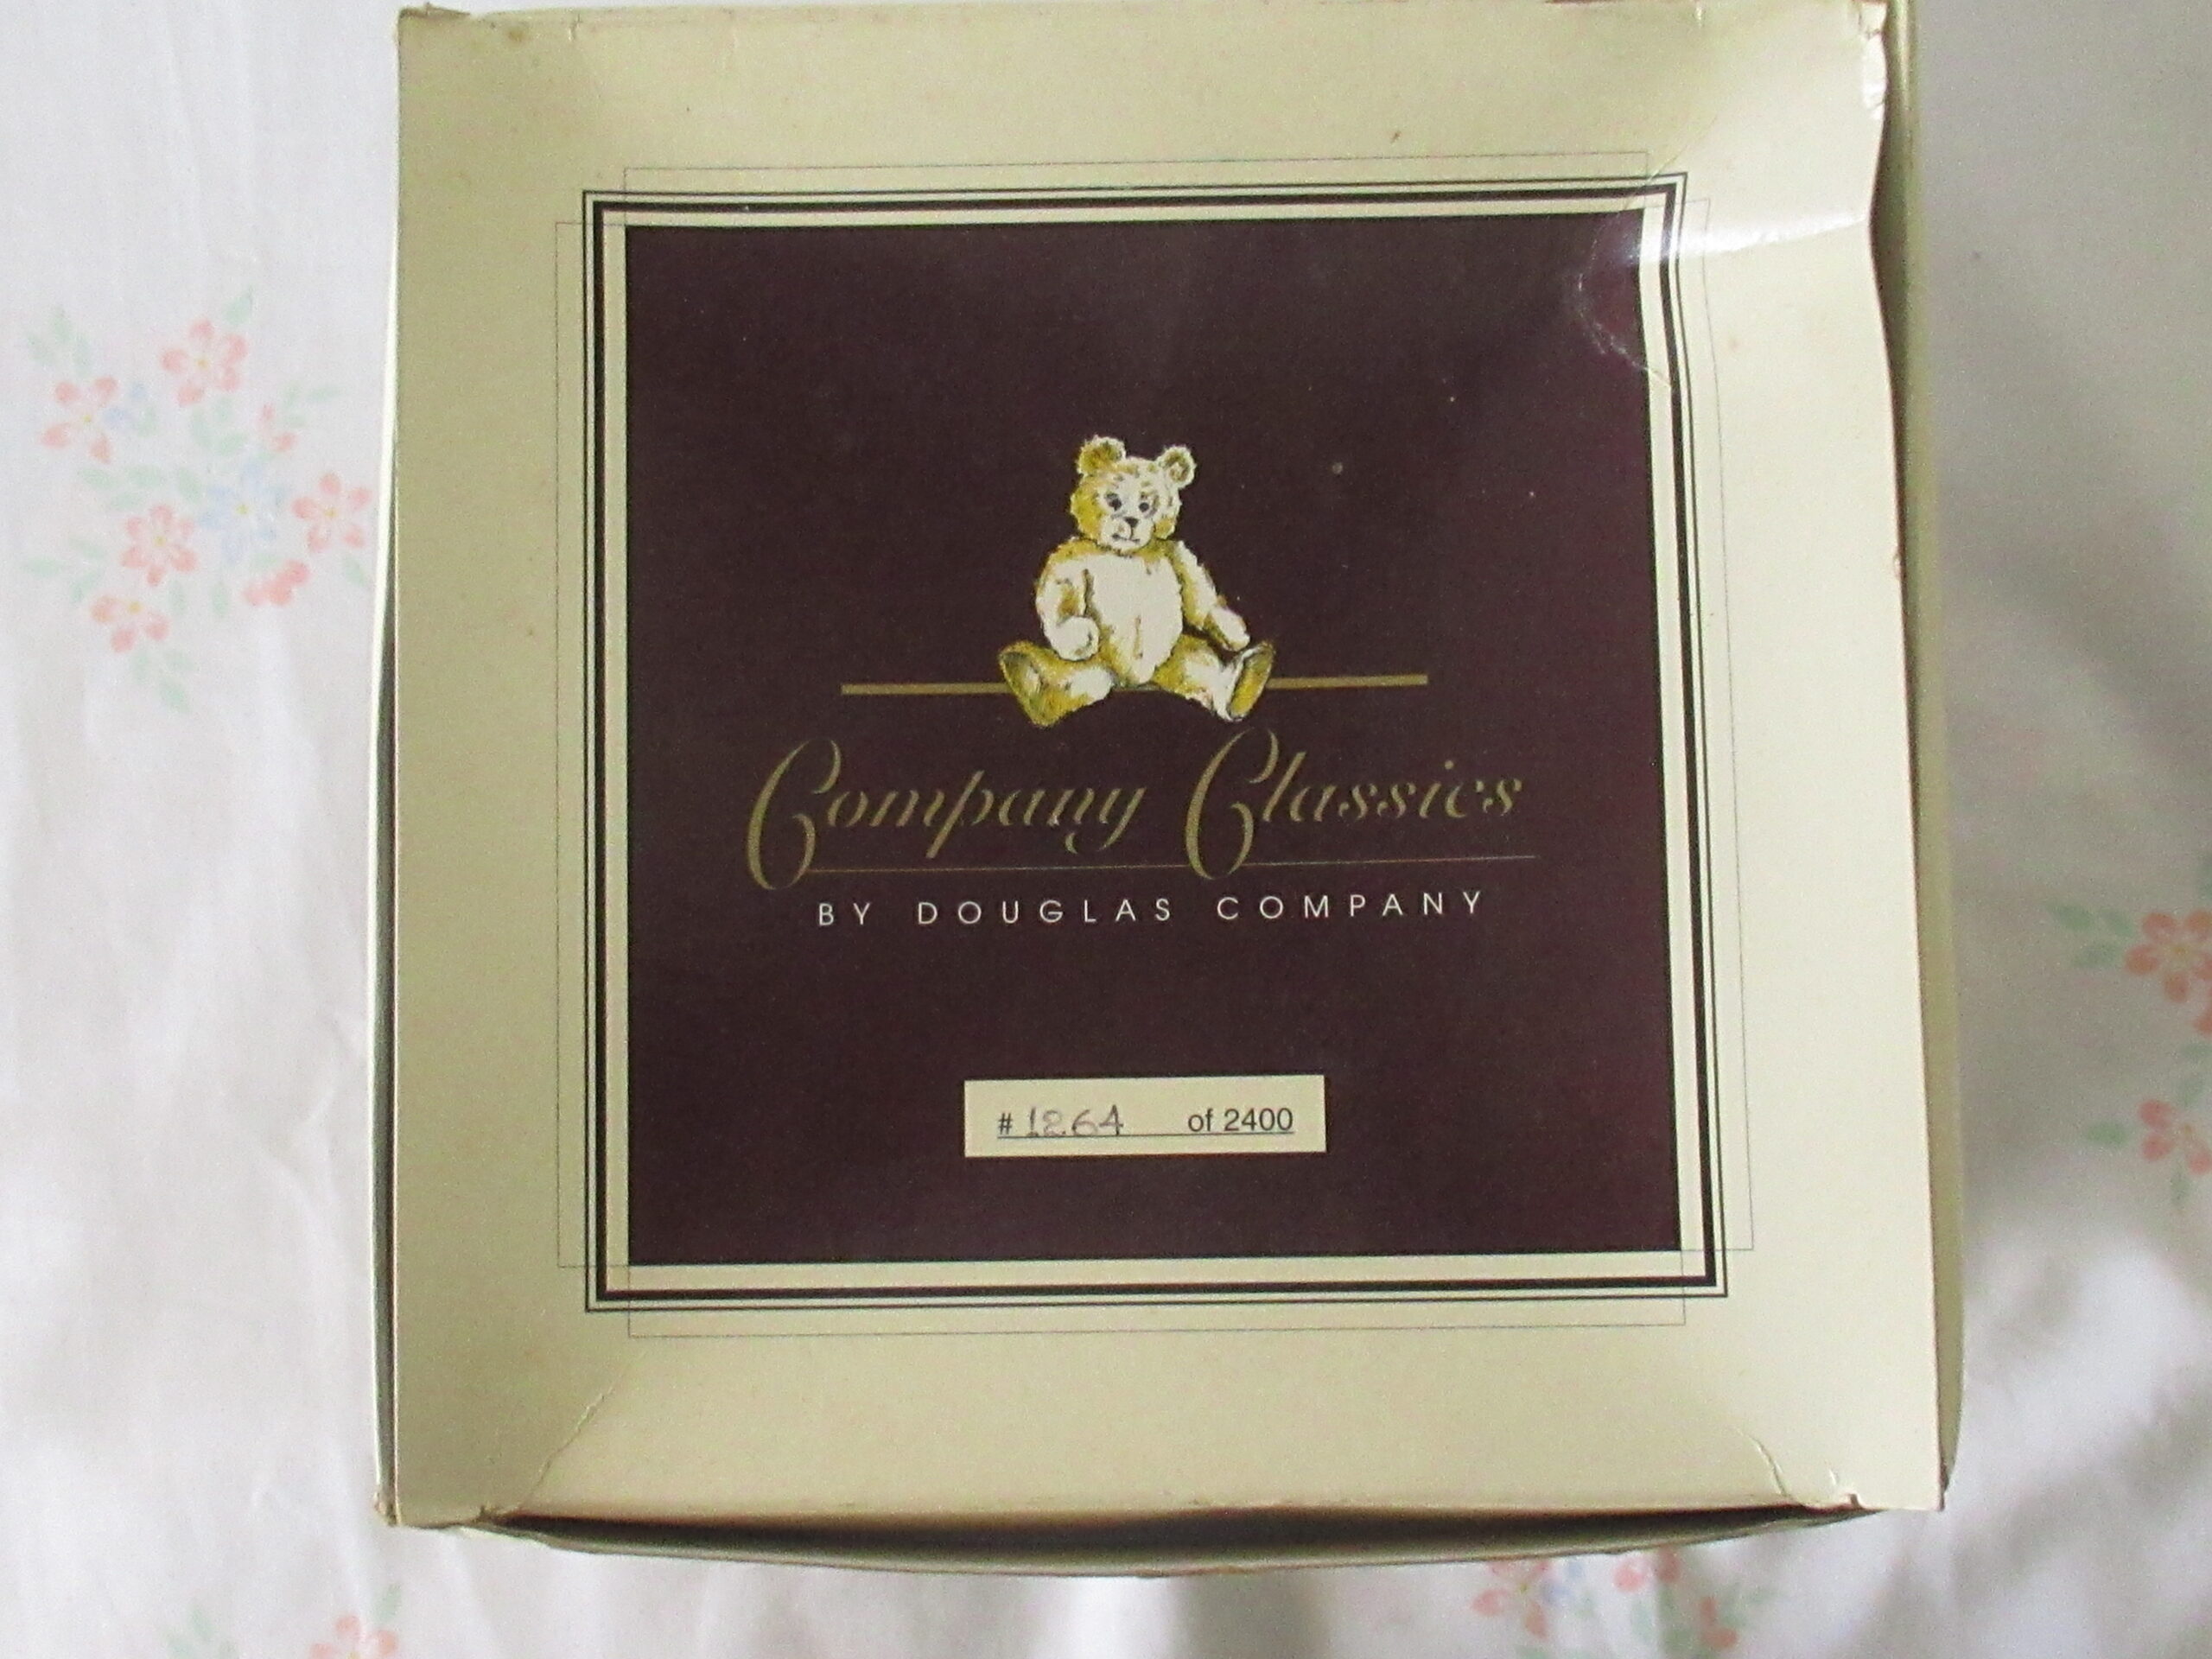 Company Classics
BY DOUGLAS COMPANY
# 1264 of 2400